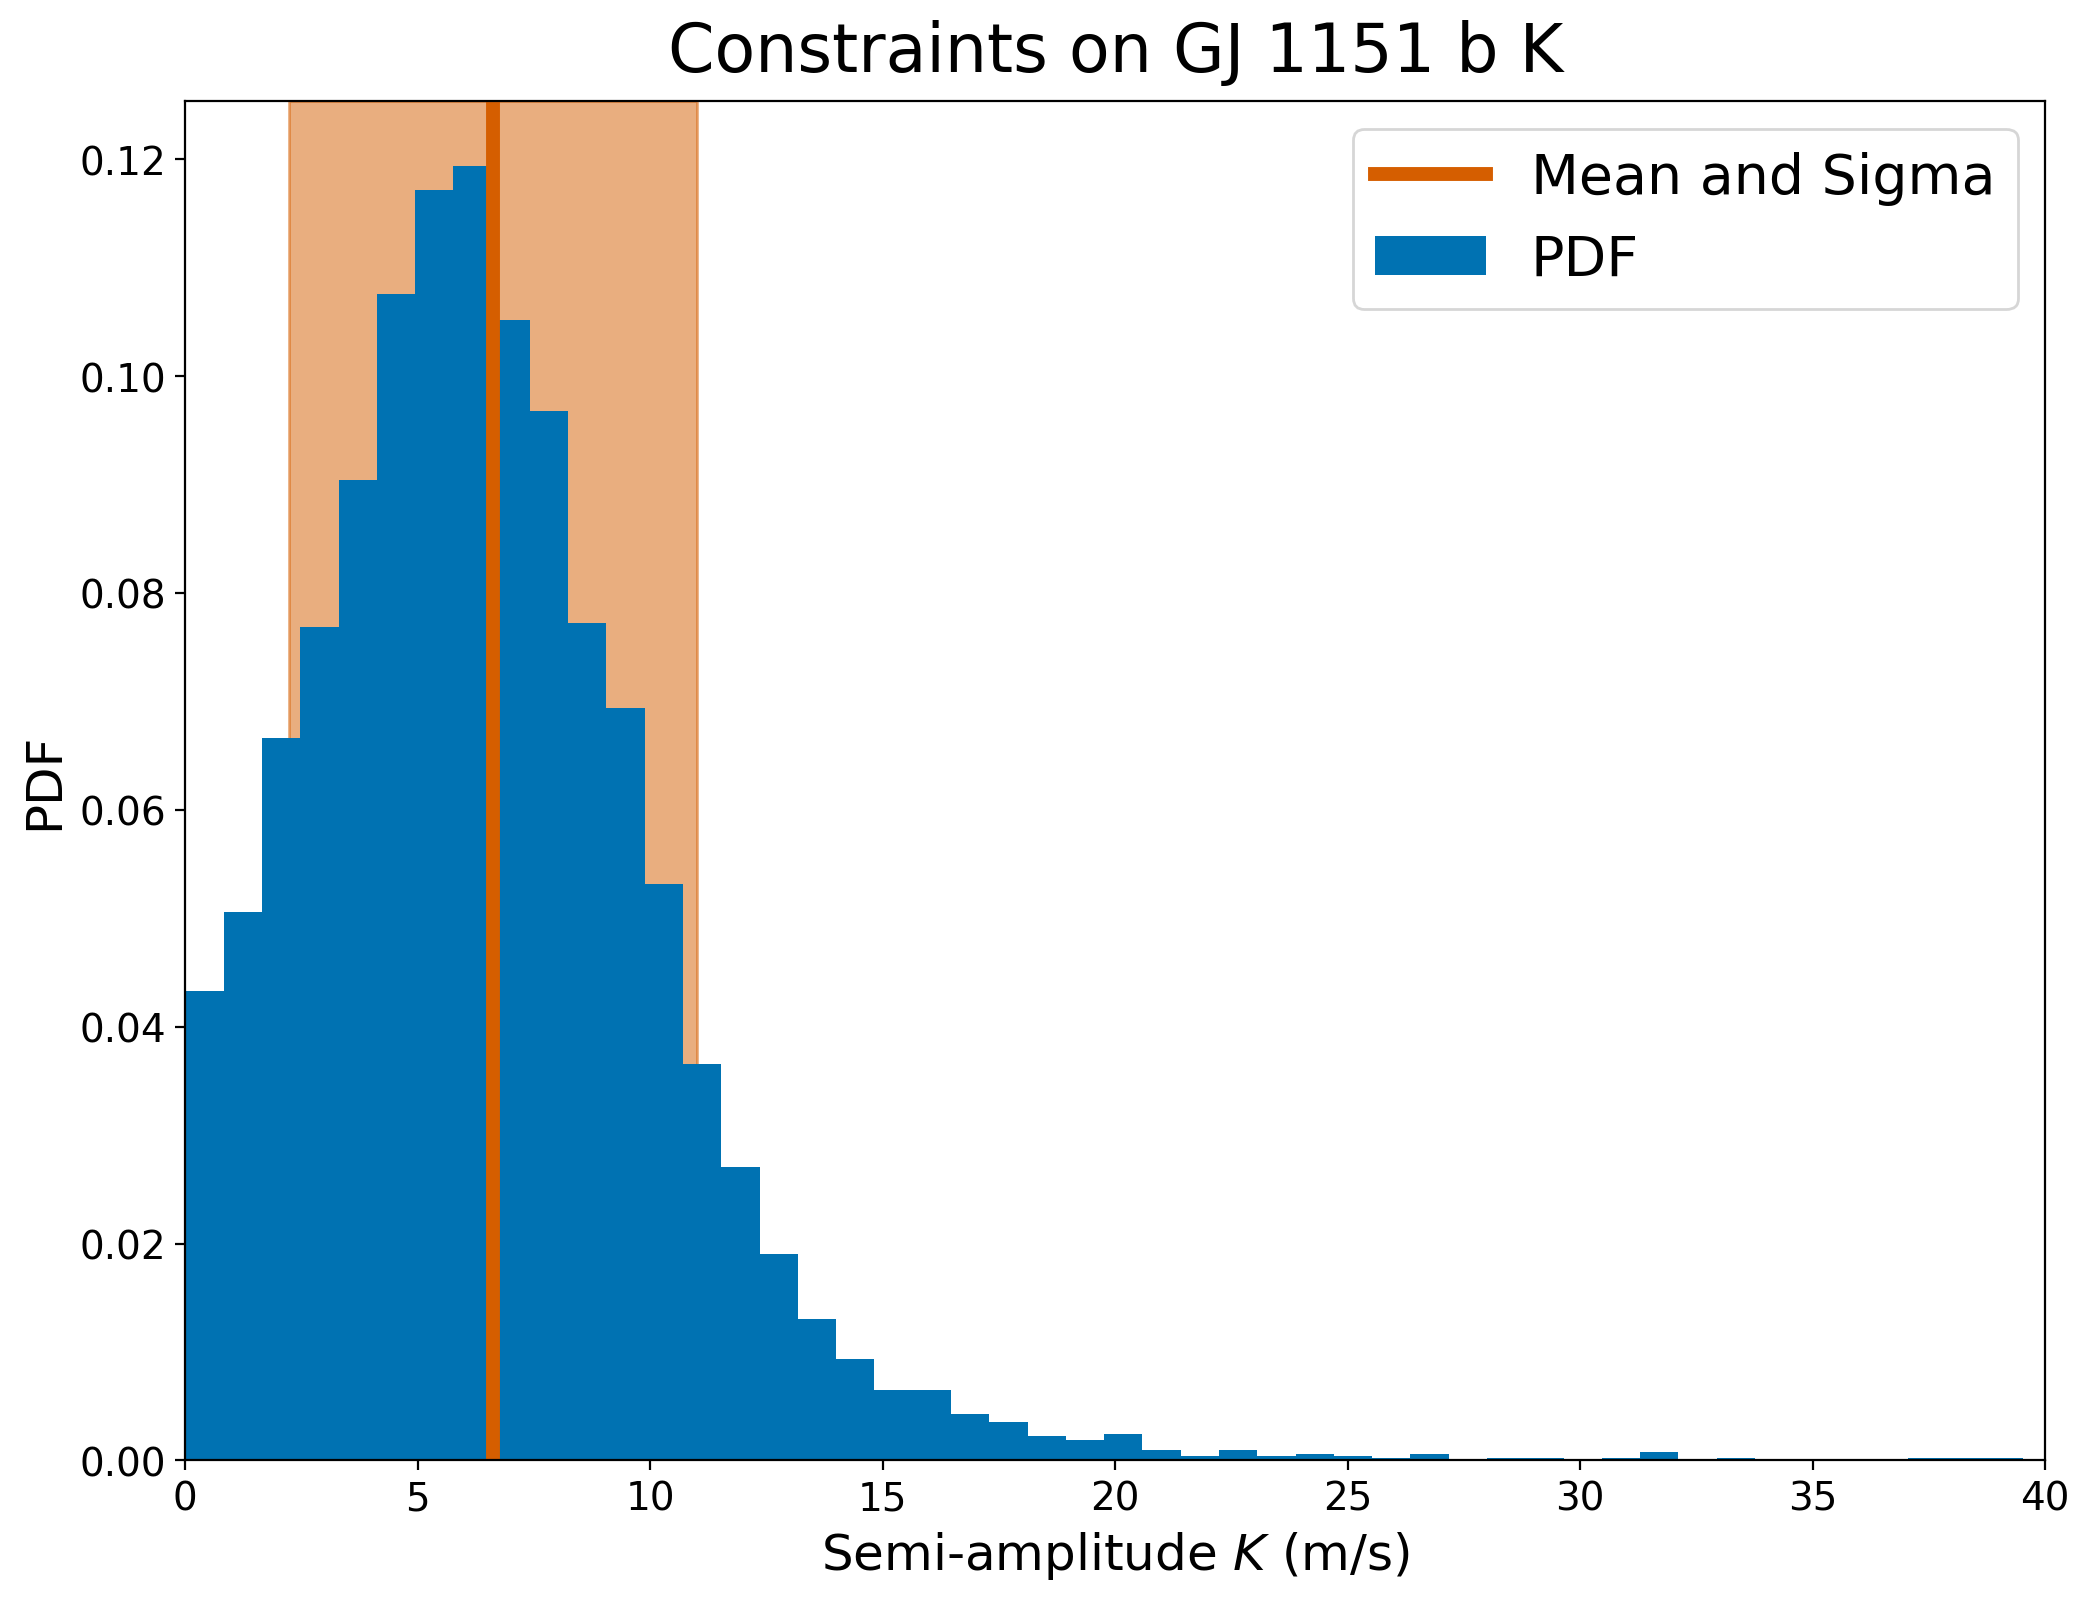 Constraints on GJ 1151 b K
Mean and Sigma
PDF
0.12
0.10
0.08
0.06
0.04
0.02
0.00
PDF
0 5 10 15 20 25 30 35 40
Semi-amplitude K (m/s)